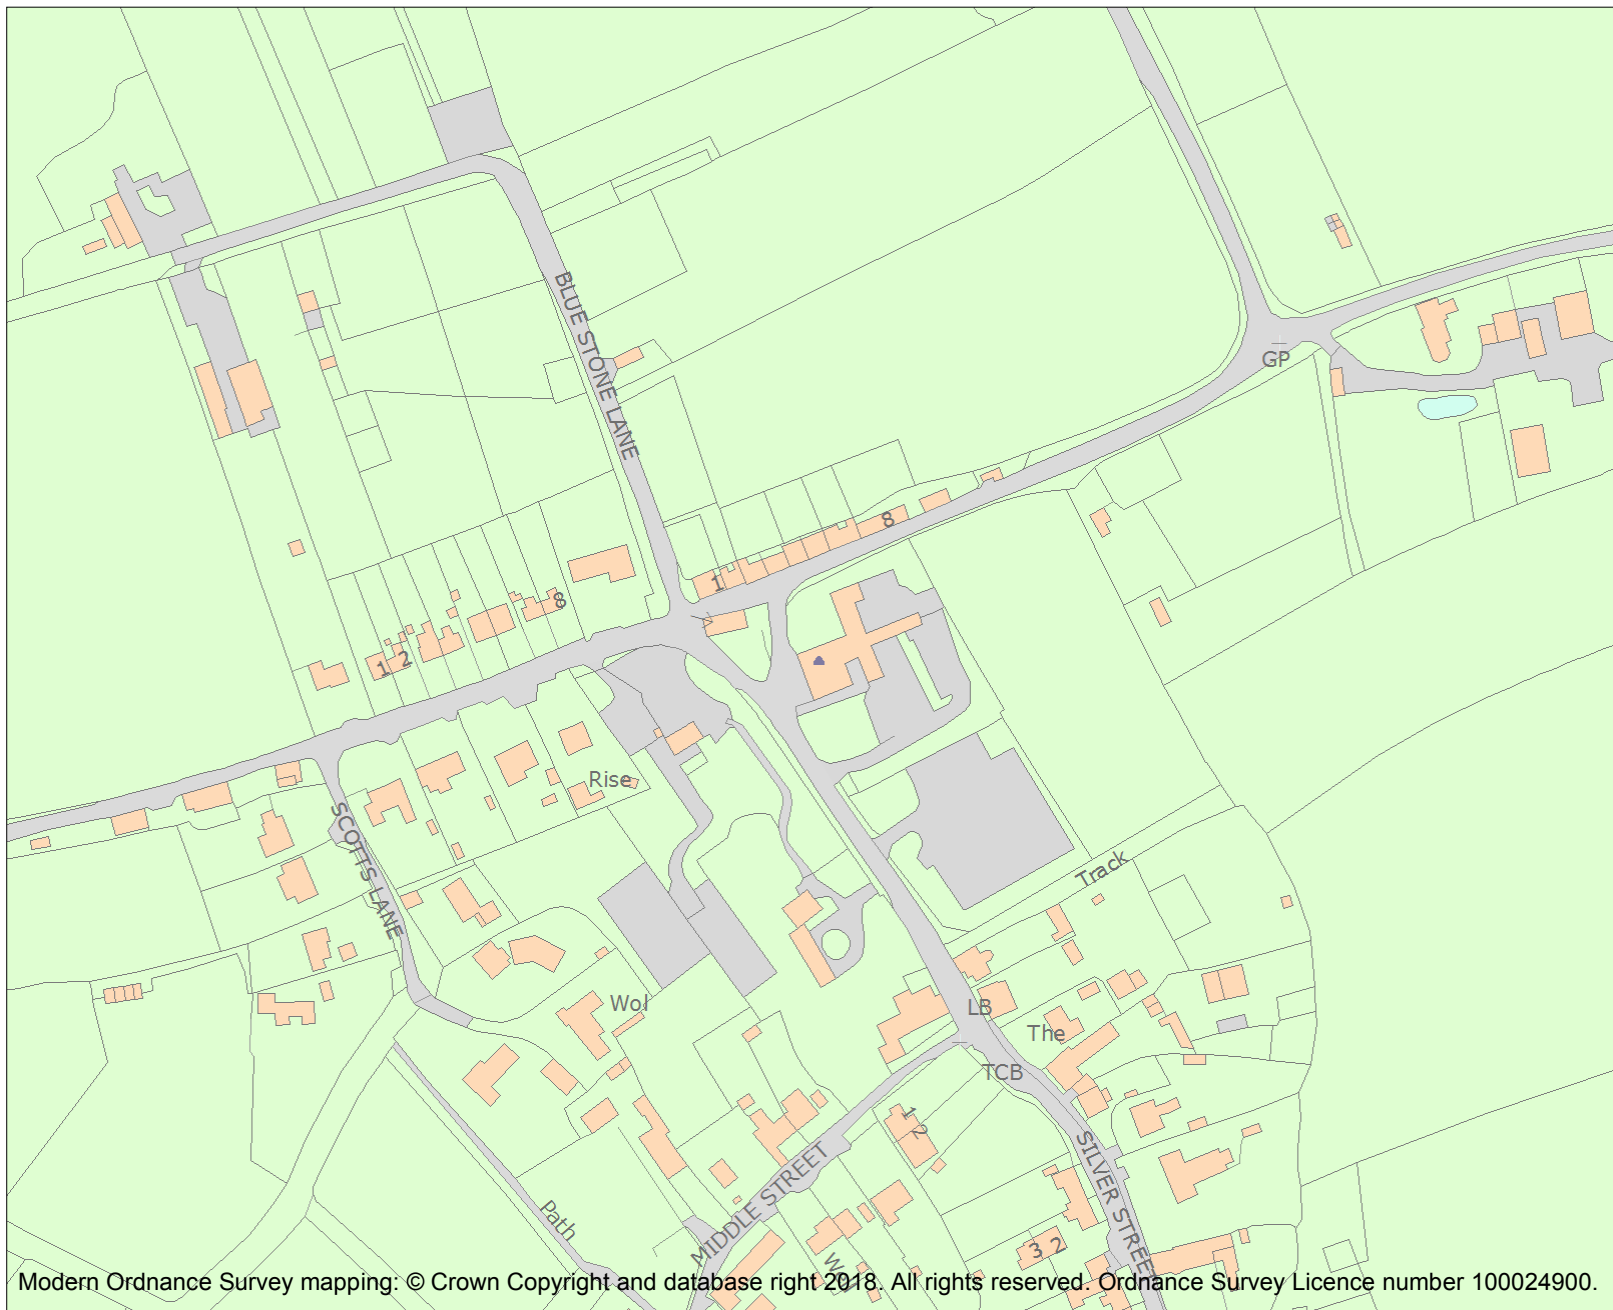 BLUE STONE LANE
GP
8
1
8
A
1 2
Rise
SCOTTS LANE
Track
Wol
LB
The
TCB
1 2
MIDDLE STREET
SILVER STREE
Path
3 2
We
Modern Ordnance Survey mapping: © Crown Copyright and database right 2018. All rights reserved. Ordnance Survey Licence number 100024900.